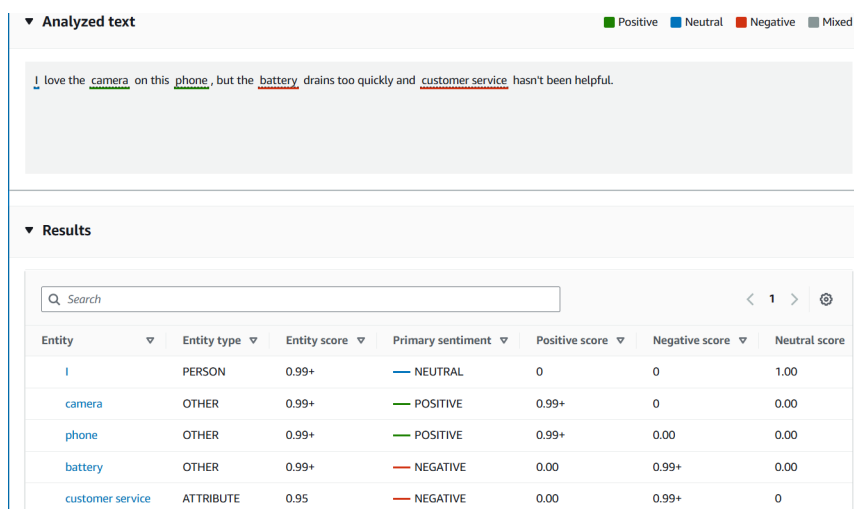 Analyzed text
Positive Neutral Negative Mixed
I love the camera on this phone, but the battery drains too quickly and customer service hasn't been helpful.
Results
Search
1
Entity Entity type Entity score Primary sentiment Positive score Negative score Neutral score
I PERSON 0.99+ NEUTRAL 0 0 1.00
camera OTHER 0.99+ POSITIVE 0.99+ 0 0.00
phone OTHER 0.99+ POSITIVE 0.99+ 0.00 0.00
battery OTHER 0.99+ NEGATIVE 0.00 0.99+ 0.00
customer service ATTRIBUTE 0.95 NEGATIVE 0.00 0.99+ 0